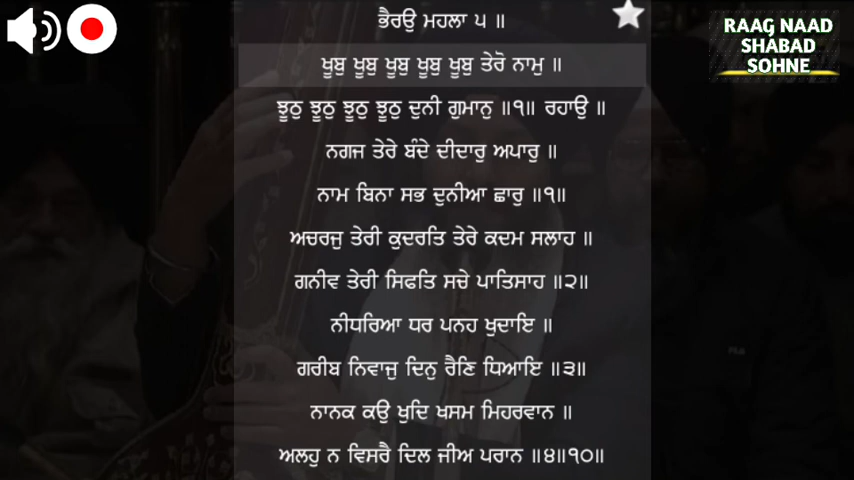 ਭੈਰਉ ਮਹਲਾ ੫ ॥
ਖੂਬੁ ਖੂਬੁ ਖੂਬੁ ਖੂਬੁ ਖੂਬੁ ਤੇਰੋ ਨਾਮੁ ॥
ਝੂਠੁ ਝੂਠੁ ਝੂਠੁ ਝੂਠੁ ਦੁਨੀ ਗੁਮਾਨੁ ॥੧॥ ਰਹਾਉ ॥
ਨਗਜ ਤੇਰੇ ਬੰਦੇ ਦੀਦਾਰੁ ਅਪਾਰੁ ॥
ਨਾਮ ਬਿਨਾ ਸਭ ਦੁਨੀਆ ਛਾਰੁ ॥੧॥
ਅਚਰਜੁ ਤੇਰੀ ਕੁਦਰਤਿ ਤੇਰੇ ਕਦਮ ਸਲਾਹ ॥
ਗਨੀਵ ਤੇਰੀ ਸਿਫਤਿ ਸਚੇ ਪਾਤਿਸਾਹ ॥੨॥
ਨੀਧਰਿਆ ਧਰ ਪਨਹ ਖੁਦਾਇ ॥
ਗਰੀਬ ਨਿਵਾਜੁ ਦਿਨੁ ਰੈਣਿ ਧਿਆਇ ॥੩॥
ਨਾਨਕ ਕਉ ਖੁਦਿ ਖਸਮ ਮਿਹਰਵਾਨ ॥
ਅਲਹੁ ਨ ਵਿਸਰੈ ਦਿਲ ਜੀਅ ਪਰਾਨ ॥੪॥੧੦॥
RAAG NAAD
SHABAD
SOHNE